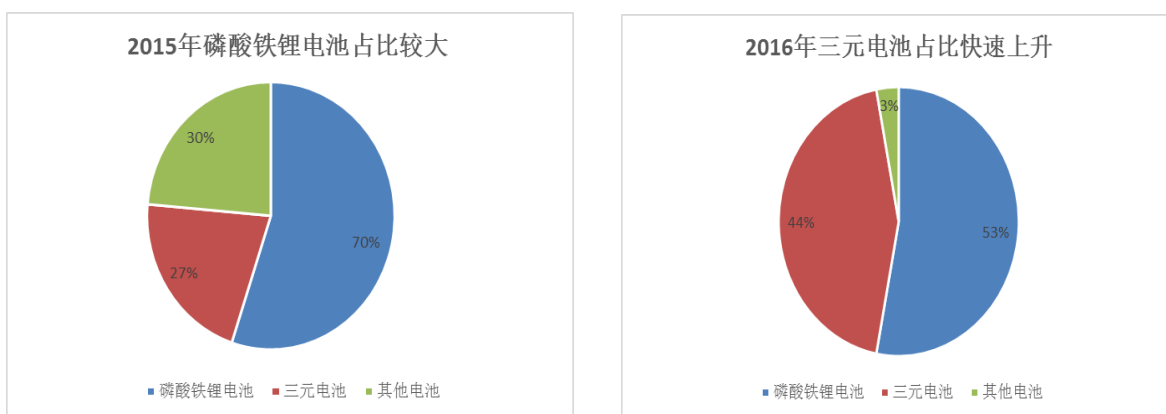 2015年磷酸铁锂电池占比较大
30%
70%
27%
磷酸铁锂电池 三元电池 其他电池
2016年三元电池占比快速上升
3%
44%
53%
磷酸铁锂电池 三元电池 其他电池